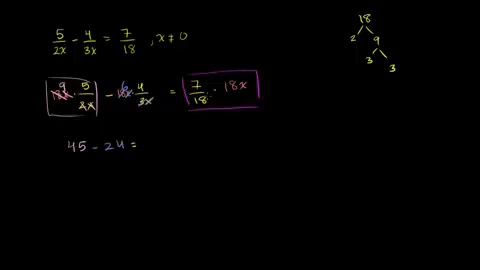 5/2x - 4/3x = 7/18 , x ≠ 0
18x · 5/2x - 18x · 4/3x = 7/18 · 18x
9 6
45 - 24 =
18
2 9
3 3